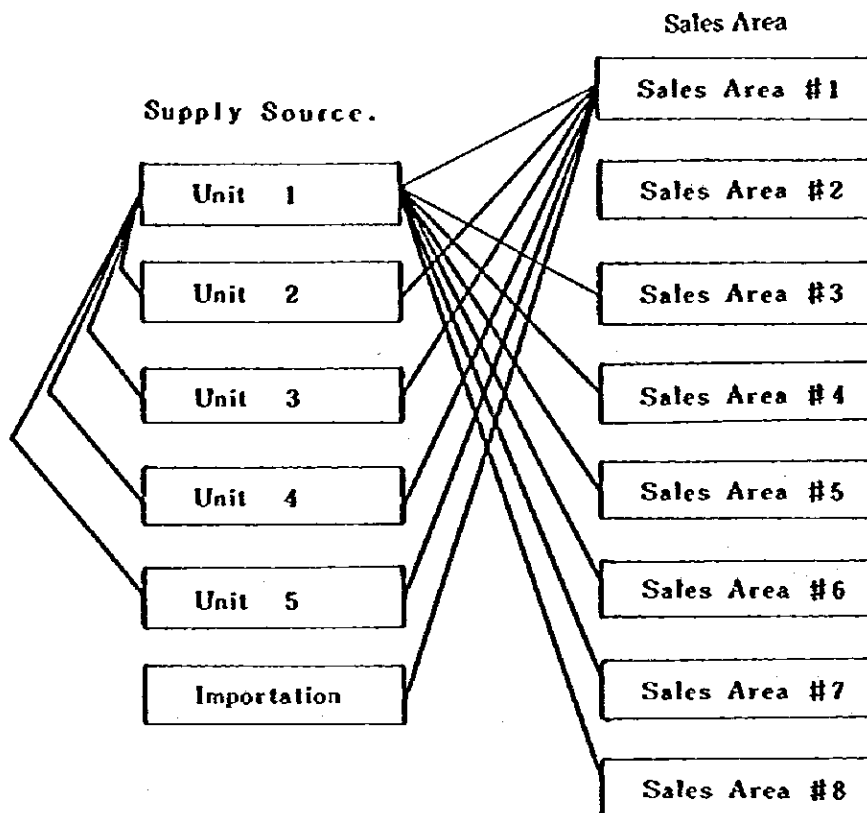 Sales Area
Supply Source.
Sales Area #1
Unit 1
Sales Area #2
Unit 2
Sales Area #3
Unit 3
Sales Area #4
Unit 4
Sales Area #5
Unit 5
Sales Area #6
Importation
Sales Area #7
Sales Area #8